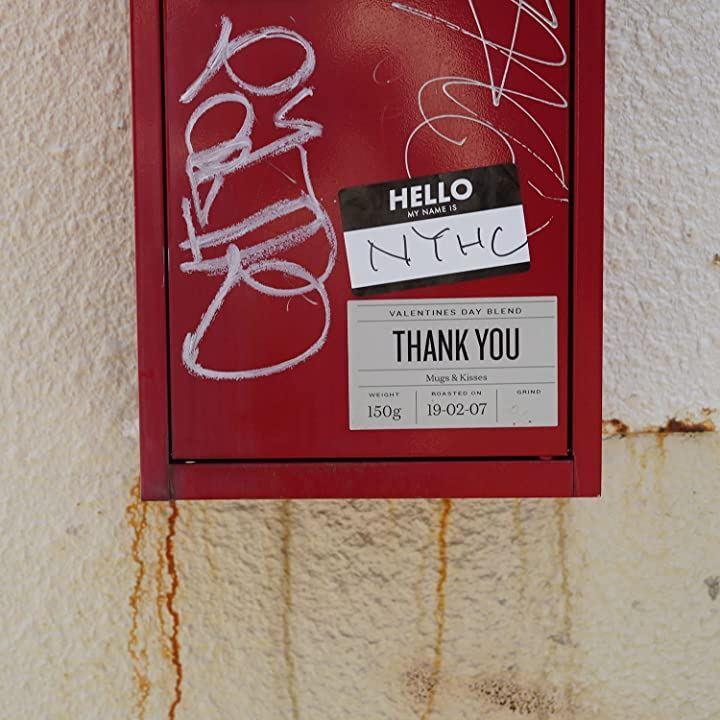 HELLO
MY NAME IS
NYHC
VALENTINES DAY BLEND
THANK YOU
Mugs & Kisses
WEIGHT ROASTED ON GRIND
150g 19-02-07